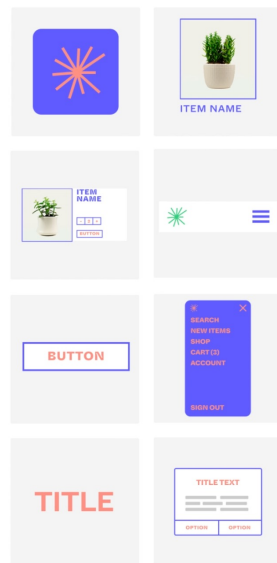 ITEM NAME
ITEM
NAME
BUTTON
BUTTON
SEARCH
NEW ITEMS
SHOP
CART (2)
ACCOUNT
SIGN OUT
TITLE
TITLE TEXT
OPTION OPTION